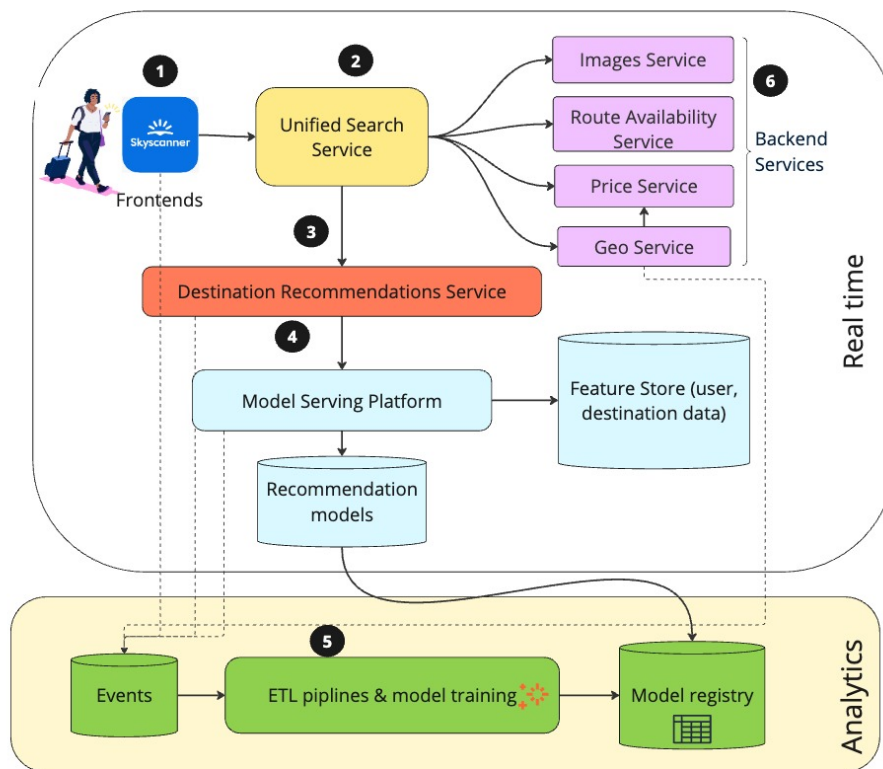 1
2
6
Images Service
Unified Search
Service
Skyscanner
Route Availability
Service
Backend
Services
Frontends
Price Service
3
Geo Service
Destination Recommendations Service
4
Real time
Model Serving Platform
Feature Store (user,
destination data)
Recommendation
models
5
Events
ETL piplines & model training
Model registry
Analytics